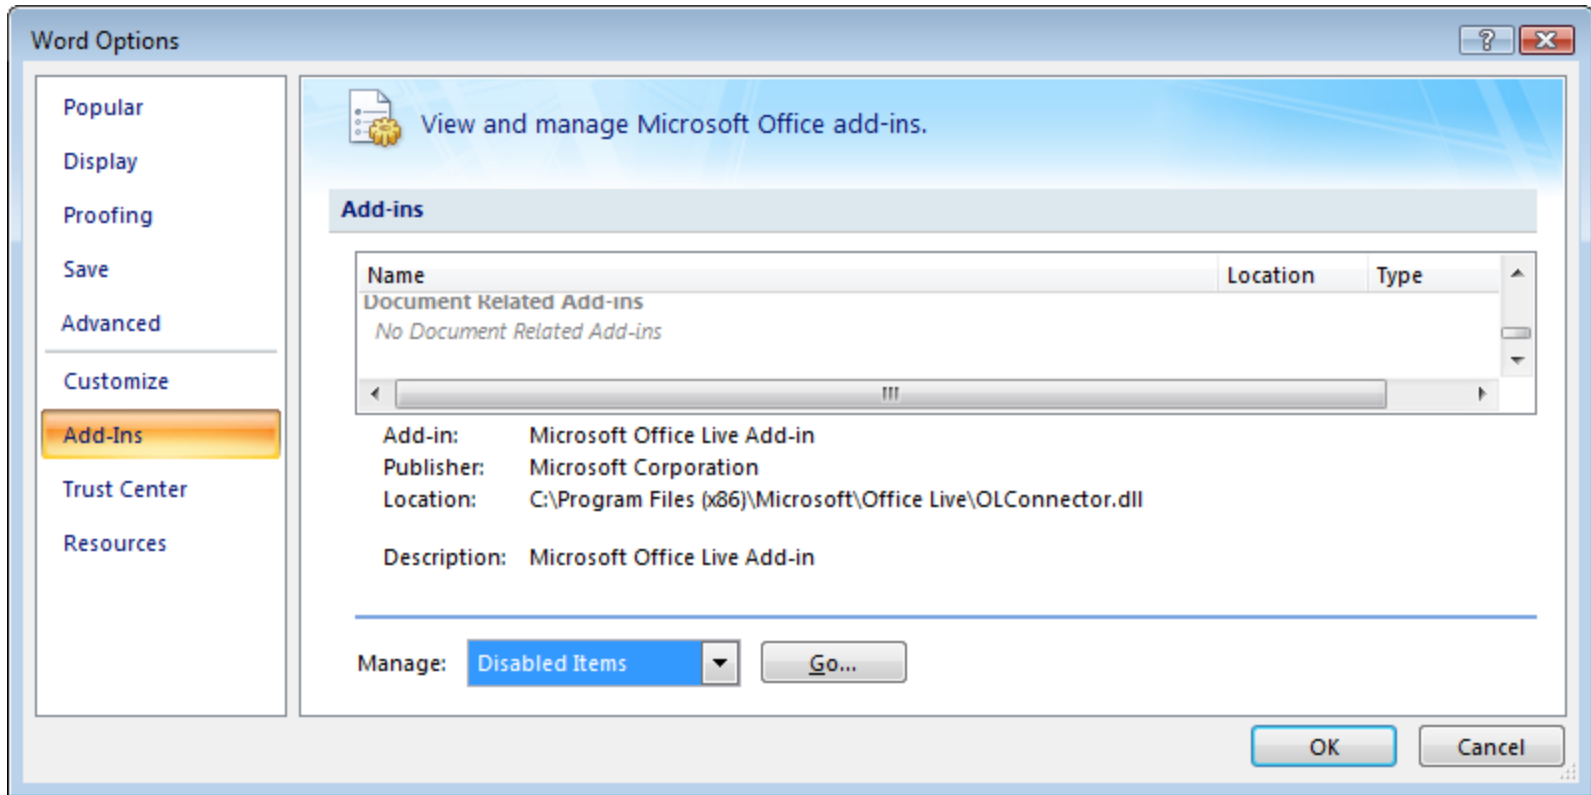 Word Options
Popular
Display
Proofing
Save
Advanced
Customize
Add-Ins
Trust Center
Resources
View and manage Microsoft Office add-ins.
Add-ins
Name Location Type
Document Related Add-ins
No Document Related Add-ins
Add-in: Microsoft Office Live Add-in
Publisher: Microsoft Corporation
Location: C:\Program Files (x86)\Microsoft\Office Live\OLConnector.dll
Description: Microsoft Office Live Add-in
Manage: Disabled Items Go...
OK Cancel